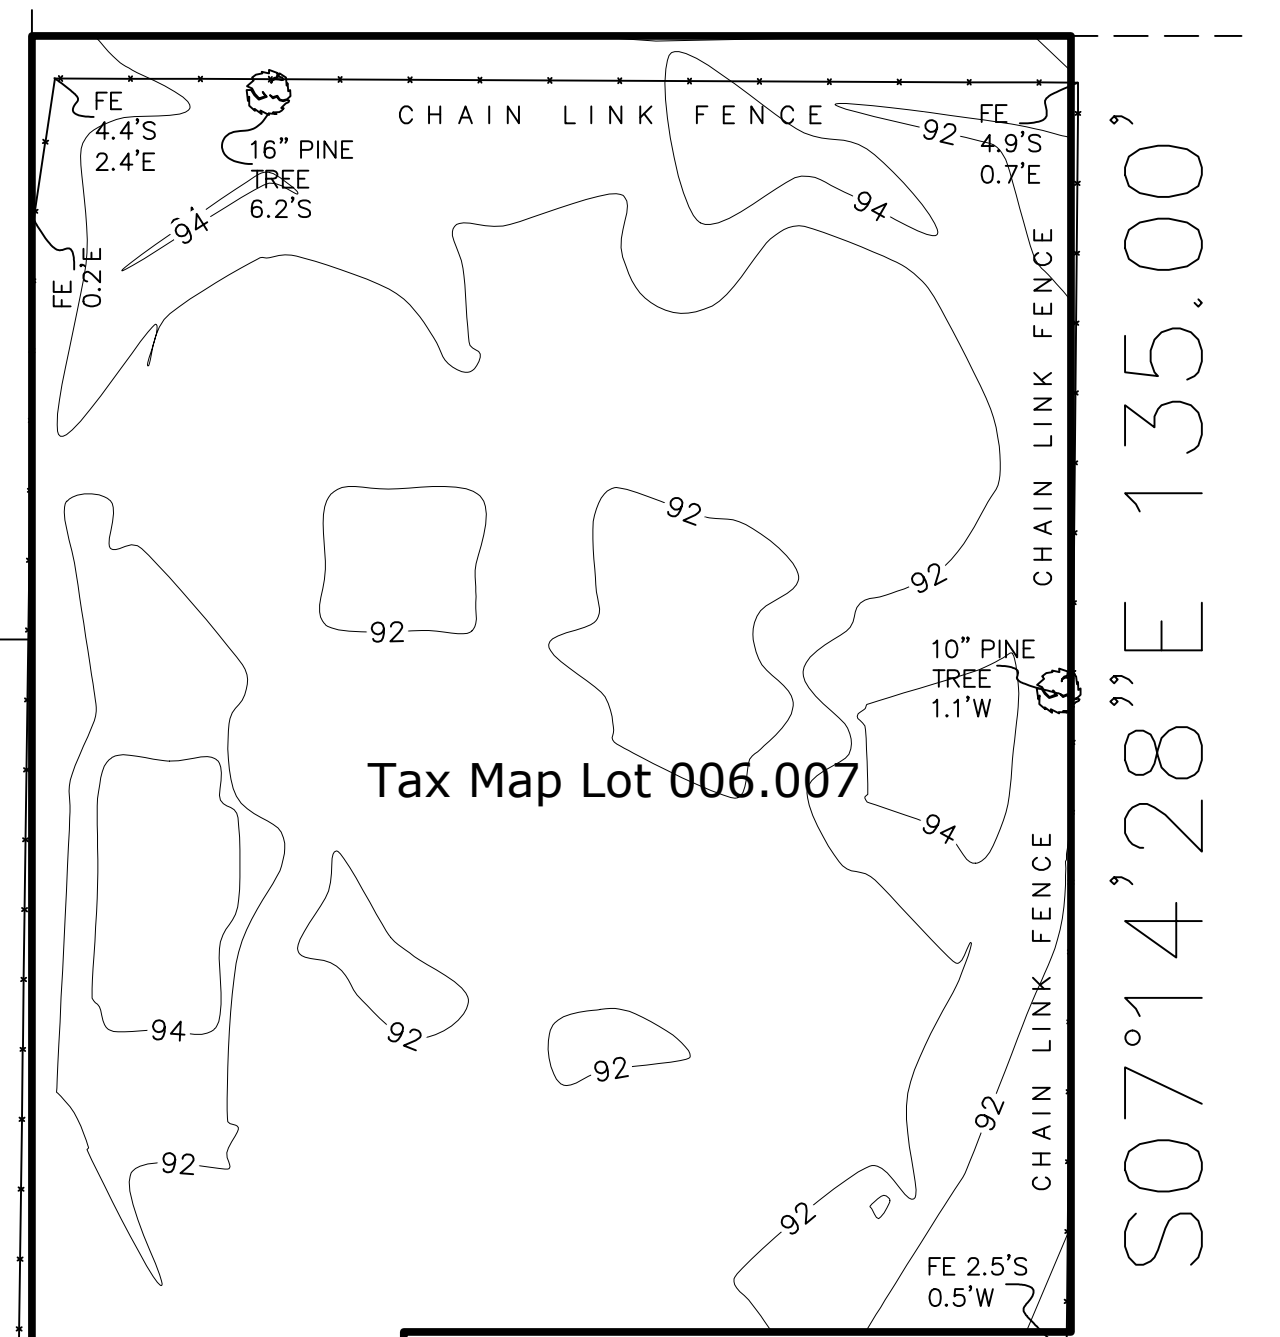 CHAIN LINK FENCE
FE
4.4'S
2.4'E
16" PINE
TREE
6.2'S
94
FE
0.2'E
94
92
FE
4.9'S
0.7'E
CHAIN LINK FENCE
S07°14'28"E 135.00'
92
92
92
10" PINE
TREE
1.1'W
Tax Map Lot 006.007
94
CHAIN LINK FENCE
94
92
92
92
92
92
FE 2.5'S
0.5'W